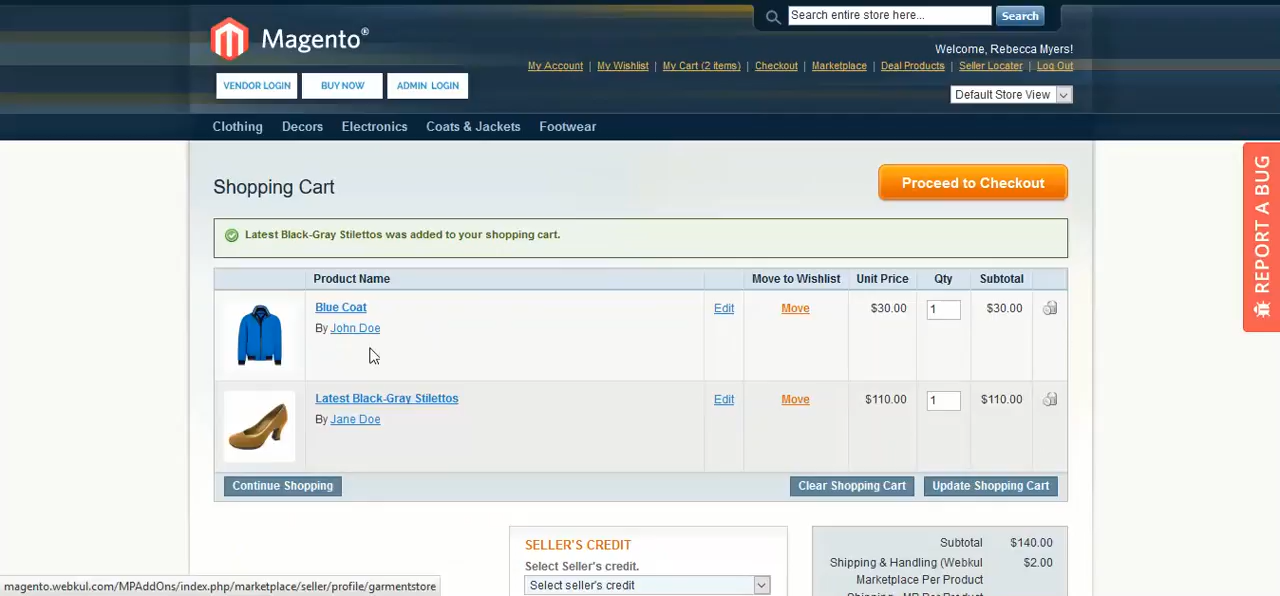 Search entire store here...
Search
Magento®
Welcome, Rebecca Myers!
My Account | My Wishlist | My Cart (2 items) | Checkout | Marketplace | Deal Products | Seller Locater | Log Out
VENDOR LOGIN
BUY NOW
ADMIN LOGIN
Default Store View
Clothing Decors Electronics Coats & Jackets Footwear
REPORT A BUG
Shopping Cart
Proceed to Checkout
Latest Black-Gray Stilettos was added to your shopping cart.
Product Name Move to Wishlist Unit Price Qty Subtotal
Blue Coat Edit Move $30.00 1 $30.00
By John Doe
Latest Black-Gray Stilettos Edit Move $110.00 1 $110.00
By Jane Doe
Continue Shopping Clear Shopping Cart Update Shopping Cart
SELLER'S CREDIT
Select Seller's credit.
Select seller's credit
Subtotal $140.00
Shipping & Handling (Webkul $2.00
Marketplace Per Product
magento.webkul.com/MPAddOns/index.php/marketplace/seller/profile/garmentstore